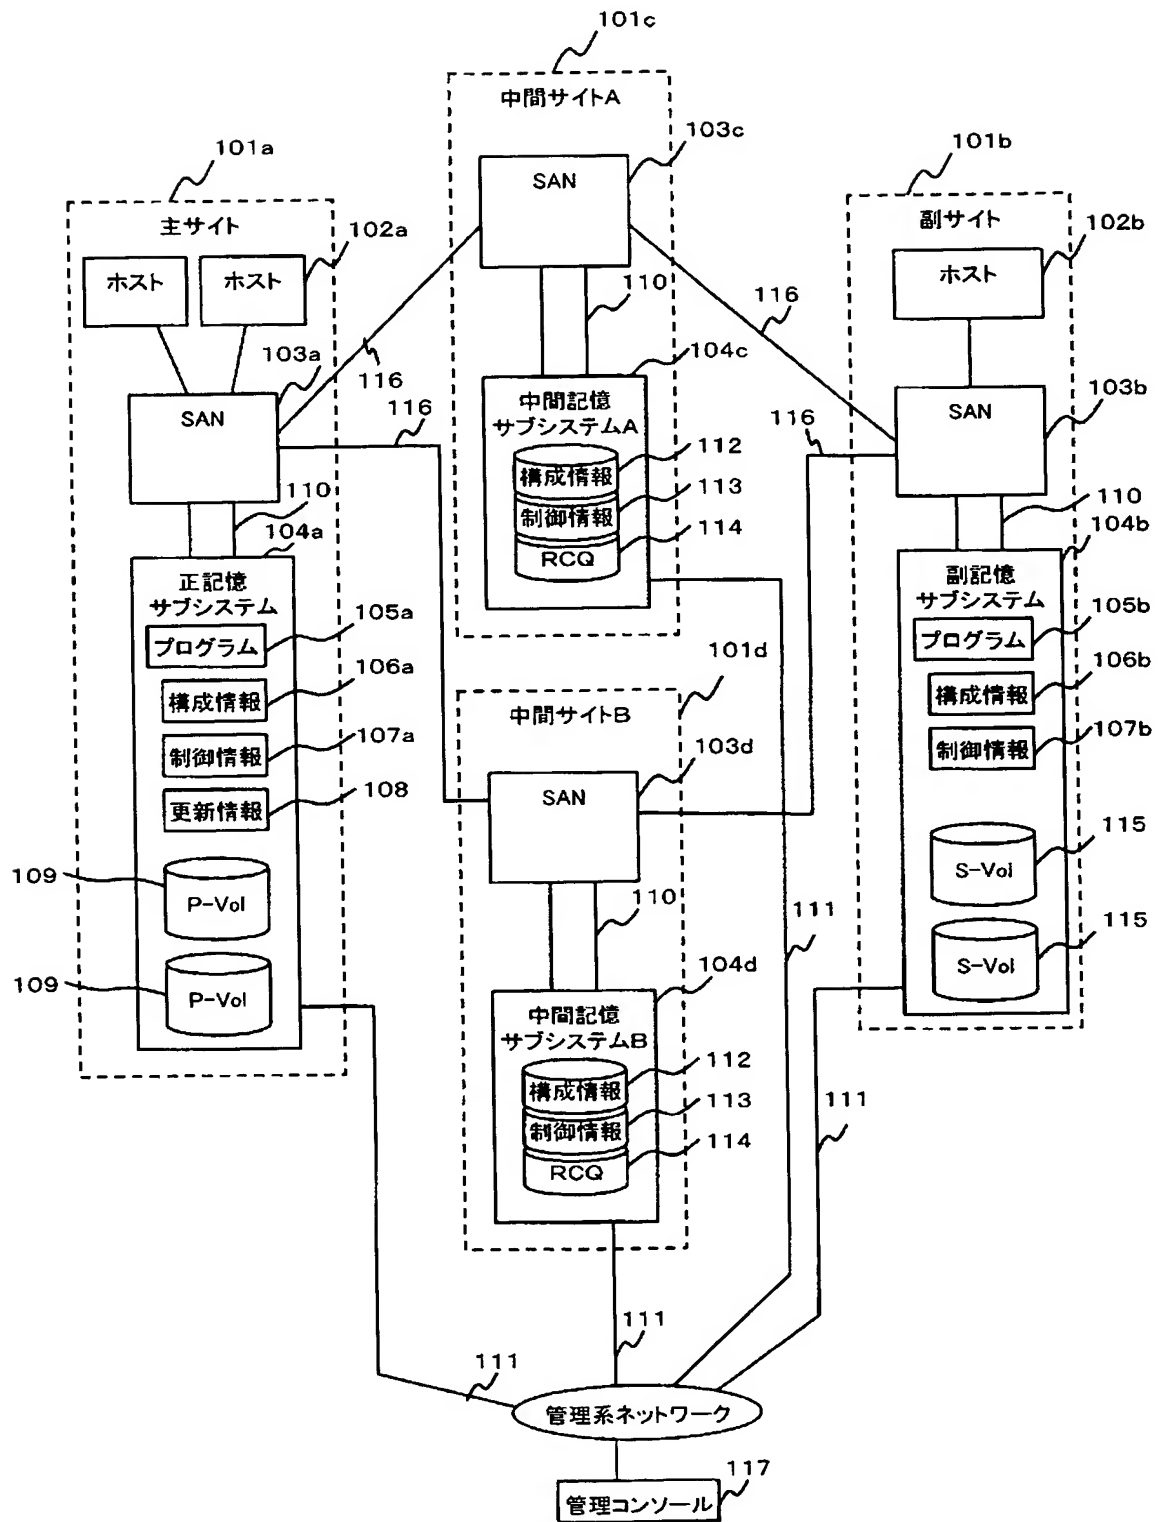 101c
中間サイトA
103c
SAN
110
116
104c
中間記憶
サブシステムA
構成情報
112
制御情報
113
RCQ
114
101a
主サイト
102a
ホスト
ホスト
103a
SAN
116
116
110
104a
正記憶
サブシステム
プログラム
105a
構成情報
106a
制御情報
107a
更新情報
108
109
P-Vol
109
P-Vol
101d
中間サイトB
103d
SAN
110
104d
中間記憶
サブシステムB
構成情報
112
制御情報
113
RCQ
114
101b
副サイト
102b
ホスト
103b
SAN
116
110
104b
副記憶
サブシステム
プログラム
105b
構成情報
106b
制御情報
107b
115
S-Vol
115
S-Vol
111
111
111
111
管理系ネットワーク
117
管理コンソール